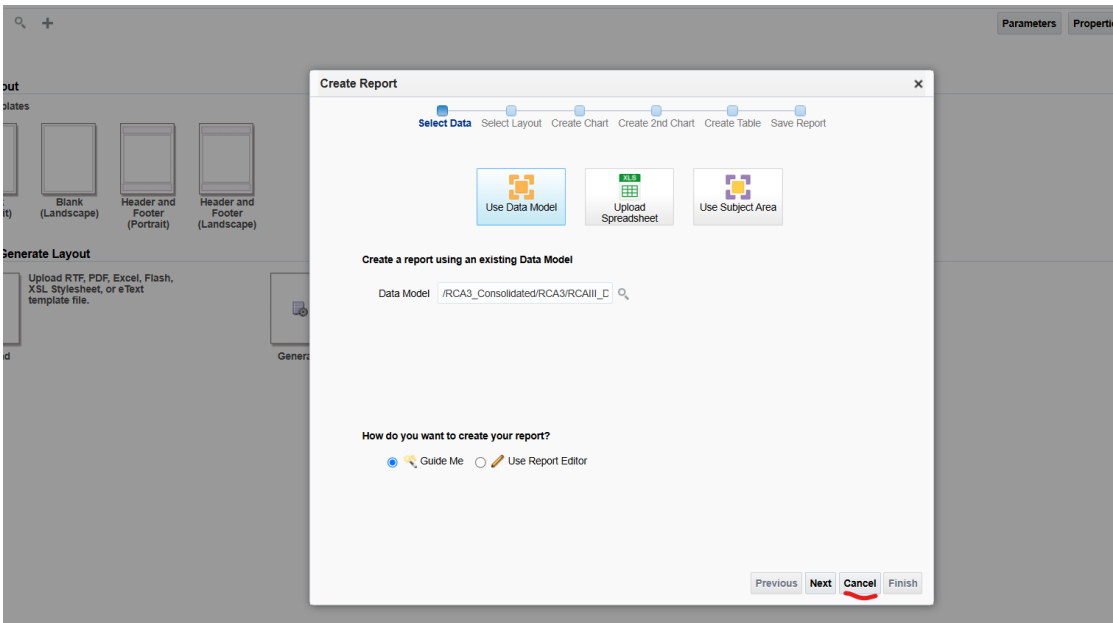 Parameters
Create Report
Select Data Select Layout Create Chart Create 2nd Chart Create Table Save Report
Blank
(Landscape)
Header and
Footer
(Portrait)
Header and
Footer
(Landscape)
XLS
Use Data Model
Upload
Spreadsheet
Use Subject Area
Generate Layout
Create a report using an existing Data Model
Upload RTF, PDF, Excel, Flash,
XSL Stylesheet, or eText
template file.
Data Model /RCA3_Consolidated/RCA3/RCAIII_D
How do you want to create your report?
Guide Me Use Report Editor
Previous Next Cancel Finish